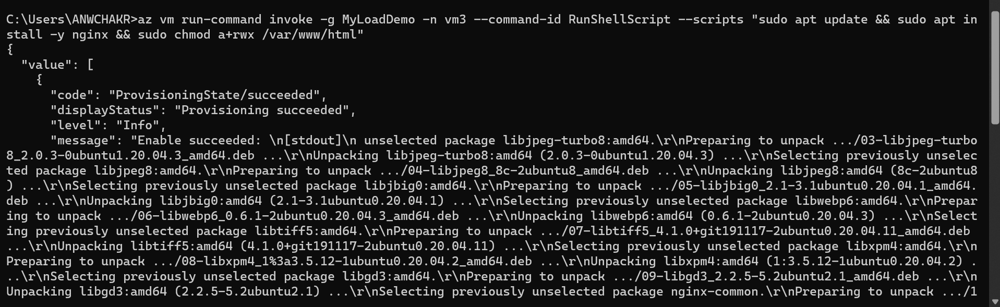 C:\Users\ANWCHAKR>az vm run-command invoke -g MyLoadDemo -n vm3 --command-id RunShellScript --scripts "sudo apt update && sudo apt in
stall -y nginx && sudo chmod a+rwx /var/www/html"
{
  "value": [
    {
      "code": "ProvisioningState/succeeded",
      "displayStatus": "Provisioning succeeded",
      "level": "Info",
      "message": "Enable succeeded: \n[stdout]\n unselected package libjpeg-turbo8:amd64.\r\nPreparing to unpack .../03-libjpeg-turbo
8_2.0.3-0ubuntu1.20.04.3_amd64.deb ...\r\nUnpacking libjpeg-turbo8:amd64 (2.0.3-0ubuntu1.20.04.3) ...\r\nSelecting previously unselec
ted package libjpeg8:amd64.\r\nPreparing to unpack .../04-libjpeg8_8c-2ubuntu8_amd64.deb ...\r\nUnpacking libjpeg8:amd64 (8c-2ubuntu8
) ...\r\nSelecting previously unselected package libjbig0:amd64.\r\nPreparing to unpack .../05-libjbig0_2.1-3.1ubuntu0.20.04.1_amd64.
deb ...\r\nUnpacking libjbig0:amd64 (2.1-3.1ubuntu0.20.04.1) ...\r\nSelecting previously unselected package libwebp6:amd64.\r\nPrepar
ing to unpack .../06-libwebp6_0.6.1-2ubuntu0.20.04.3_amd64.deb ...\r\nUnpacking libwebp6:amd64 (0.6.1-2ubuntu0.20.04.3) ...\r\nSelect
ing previously unselected package libtiff5:amd64.\r\nPreparing to unpack .../07-libtiff5_4.1.0+git191117-2ubuntu0.20.04.11_amd64.deb
...\r\nUnpacking libtiff5:amd64 (4.1.0+git191117-2ubuntu0.20.04.11) ...\r\nSelecting previously unselected package libxpm4:amd64.\r\n
Preparing to unpack .../08-libxpm4_1%3a3.5.12-1ubuntu0.20.04.2_amd64.deb ...\r\nUnpacking libxpm4:amd64 (1:3.5.12-1ubuntu0.20.04.2) .
..\r\nSelecting previously unselected package libgd3:amd64.\r\nPreparing to unpack .../09-libgd3_2.2.5-5.2ubuntu2.1_amd64.deb ...\r\n
Unpacking libgd3:amd64 (2.2.5-5.2ubuntu2.1) ...\r\nSelecting previously unselected package nginx-common.\r\nPreparing to unpack .../1